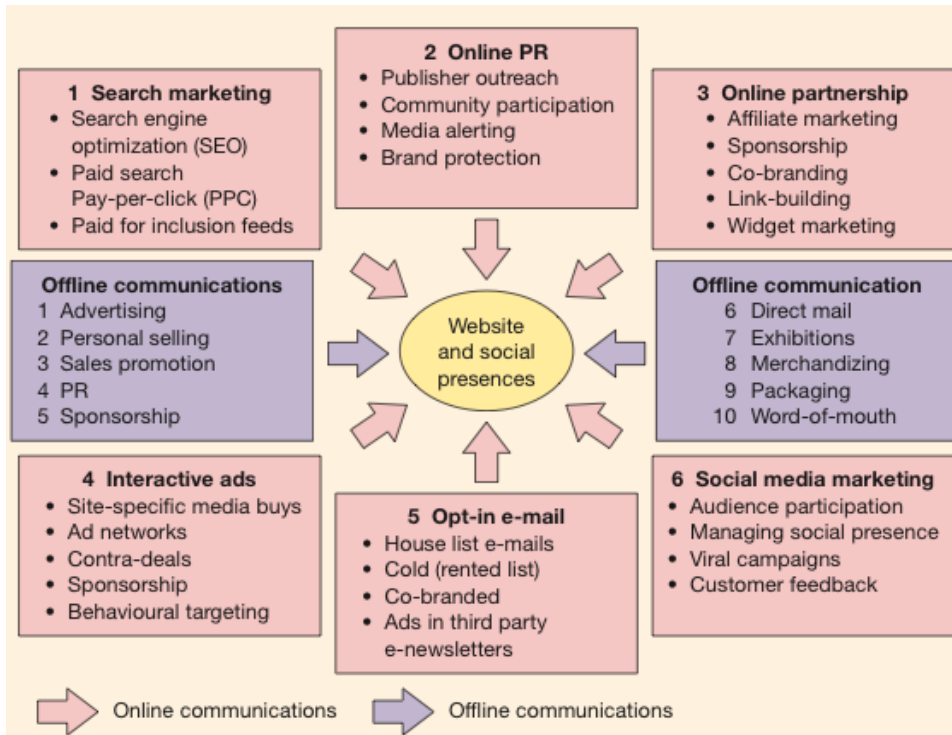 1 Search marketing
• Search engine
optimization (SEO)
• Paid search
Pay-per-click (PPC)
• Paid for inclusion feeds
2 Online PR
• Publisher outreach
• Community participation
• Media alerting
• Brand protection
3 Online partnership
• Affiliate marketing
• Sponsorship
• Co-branding
• Link-building
• Widget marketing
Offline communications
1 Advertising
2 Personal selling
3 Sales promotion
4 PR
5 Sponsorship
Website
and social
presences
Offline communication
6 Direct mail
7 Exhibitions
8 Merchandizing
9 Packaging
10 Word-of-mouth
4 Interactive ads
• Site-specific media buys
• Ad networks
• Contra-deals
• Sponsorship
• Behavioural targeting
5 Opt-in e-mail
• House list e-mails
• Cold (rented list)
• Co-branded
• Ads in third party
e-newsletters
6 Social media marketing
• Audience participation
• Managing social presence
• Viral campaigns
• Customer feedback
Online communications
Offline communications